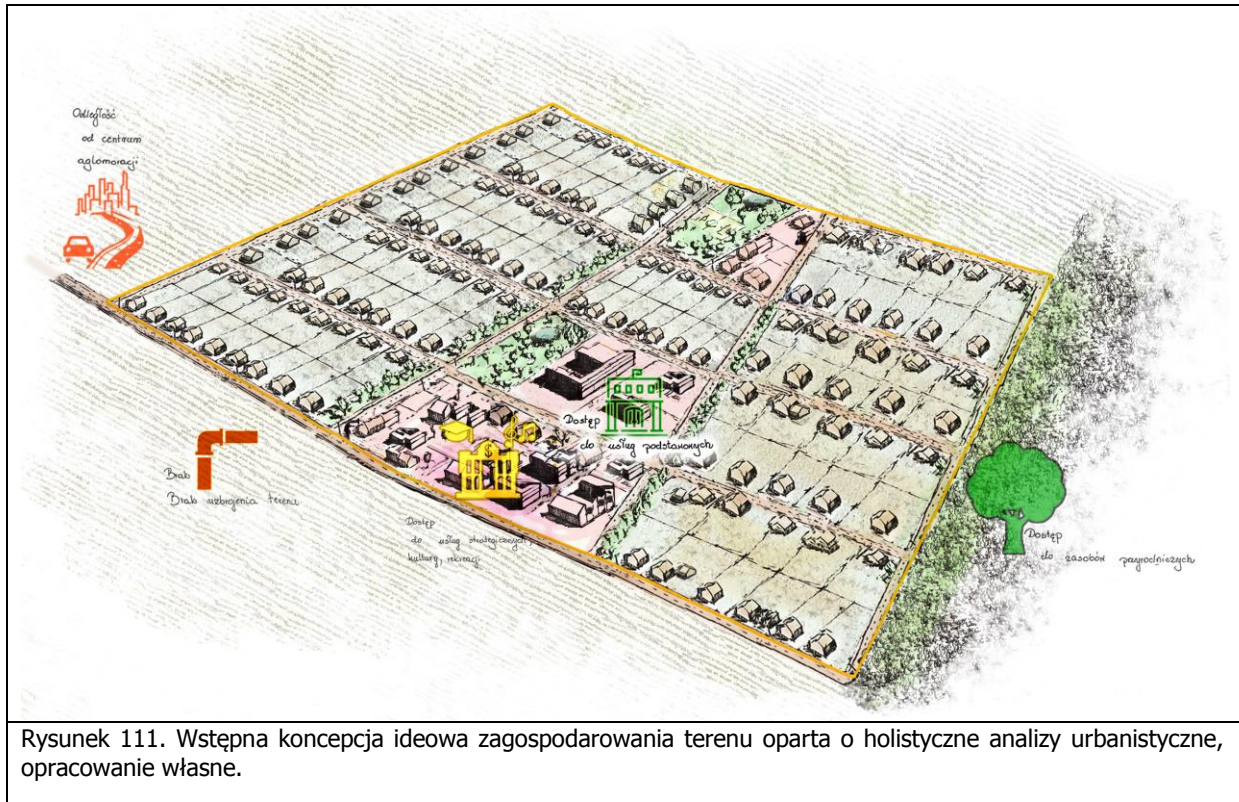 Odległość
od centrum
aglomeracji
Dostęp
do usług podstawowych
Brak
Brak uzbrojenia terenu
Dostęp
do usług strategicznych,
kultury, rekreacji
Dostęp
do zasobów przyrodniczych
Rysunek 111. Wstępna koncepcja ideowa zagospodarowania terenu oparta o holistyczne analizy urbanistyczne,
opracowanie własne.